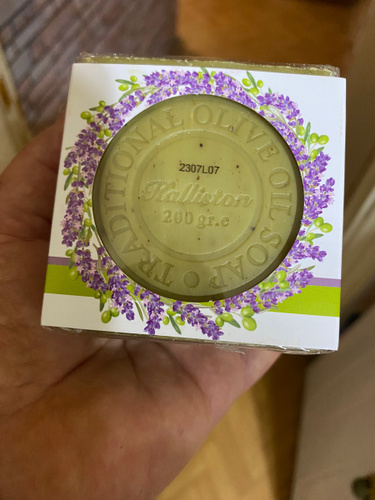 TRADITIONAL OLIVE OIL SOAP
2307L07
Kalliston
200 gr.e